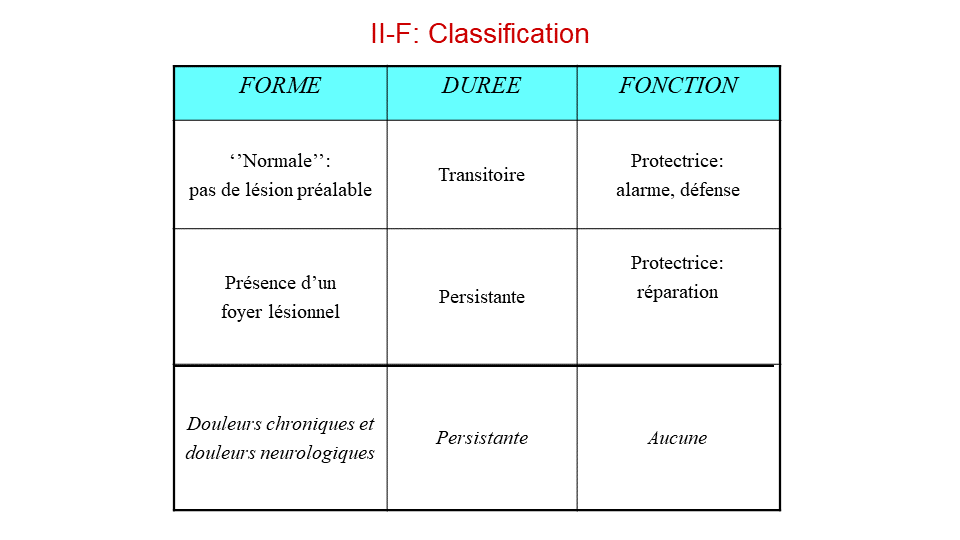 II-F: Classification
FORME DUREE FONCTION
‘’Normale’’:
pas de lésion préalable
Transitoire
Protectrice:
alarme, défense
Présence d’un
foyer lésionnel
Persistante
Protectrice:
réparation
Douleurs chroniques et
douleurs neurologiques
Persistante
Aucune